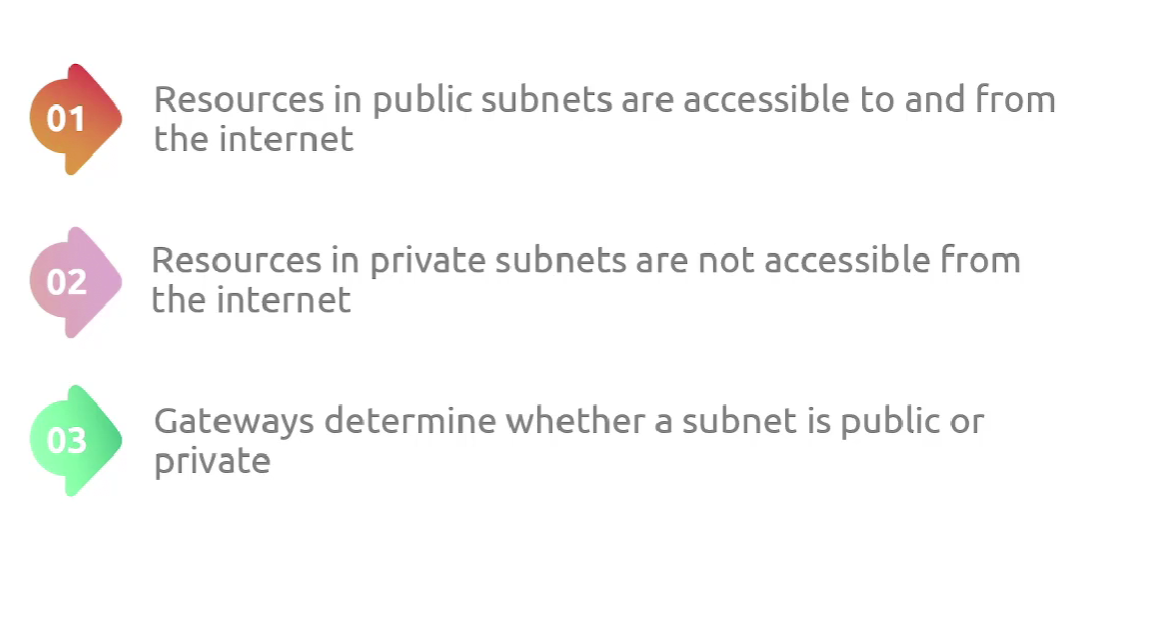 01
Resources in public subnets are accessible to and from
the internet
02
Resources in private subnets are not accessible from
the internet
03
Gateways determine whether a subnet is public or
private